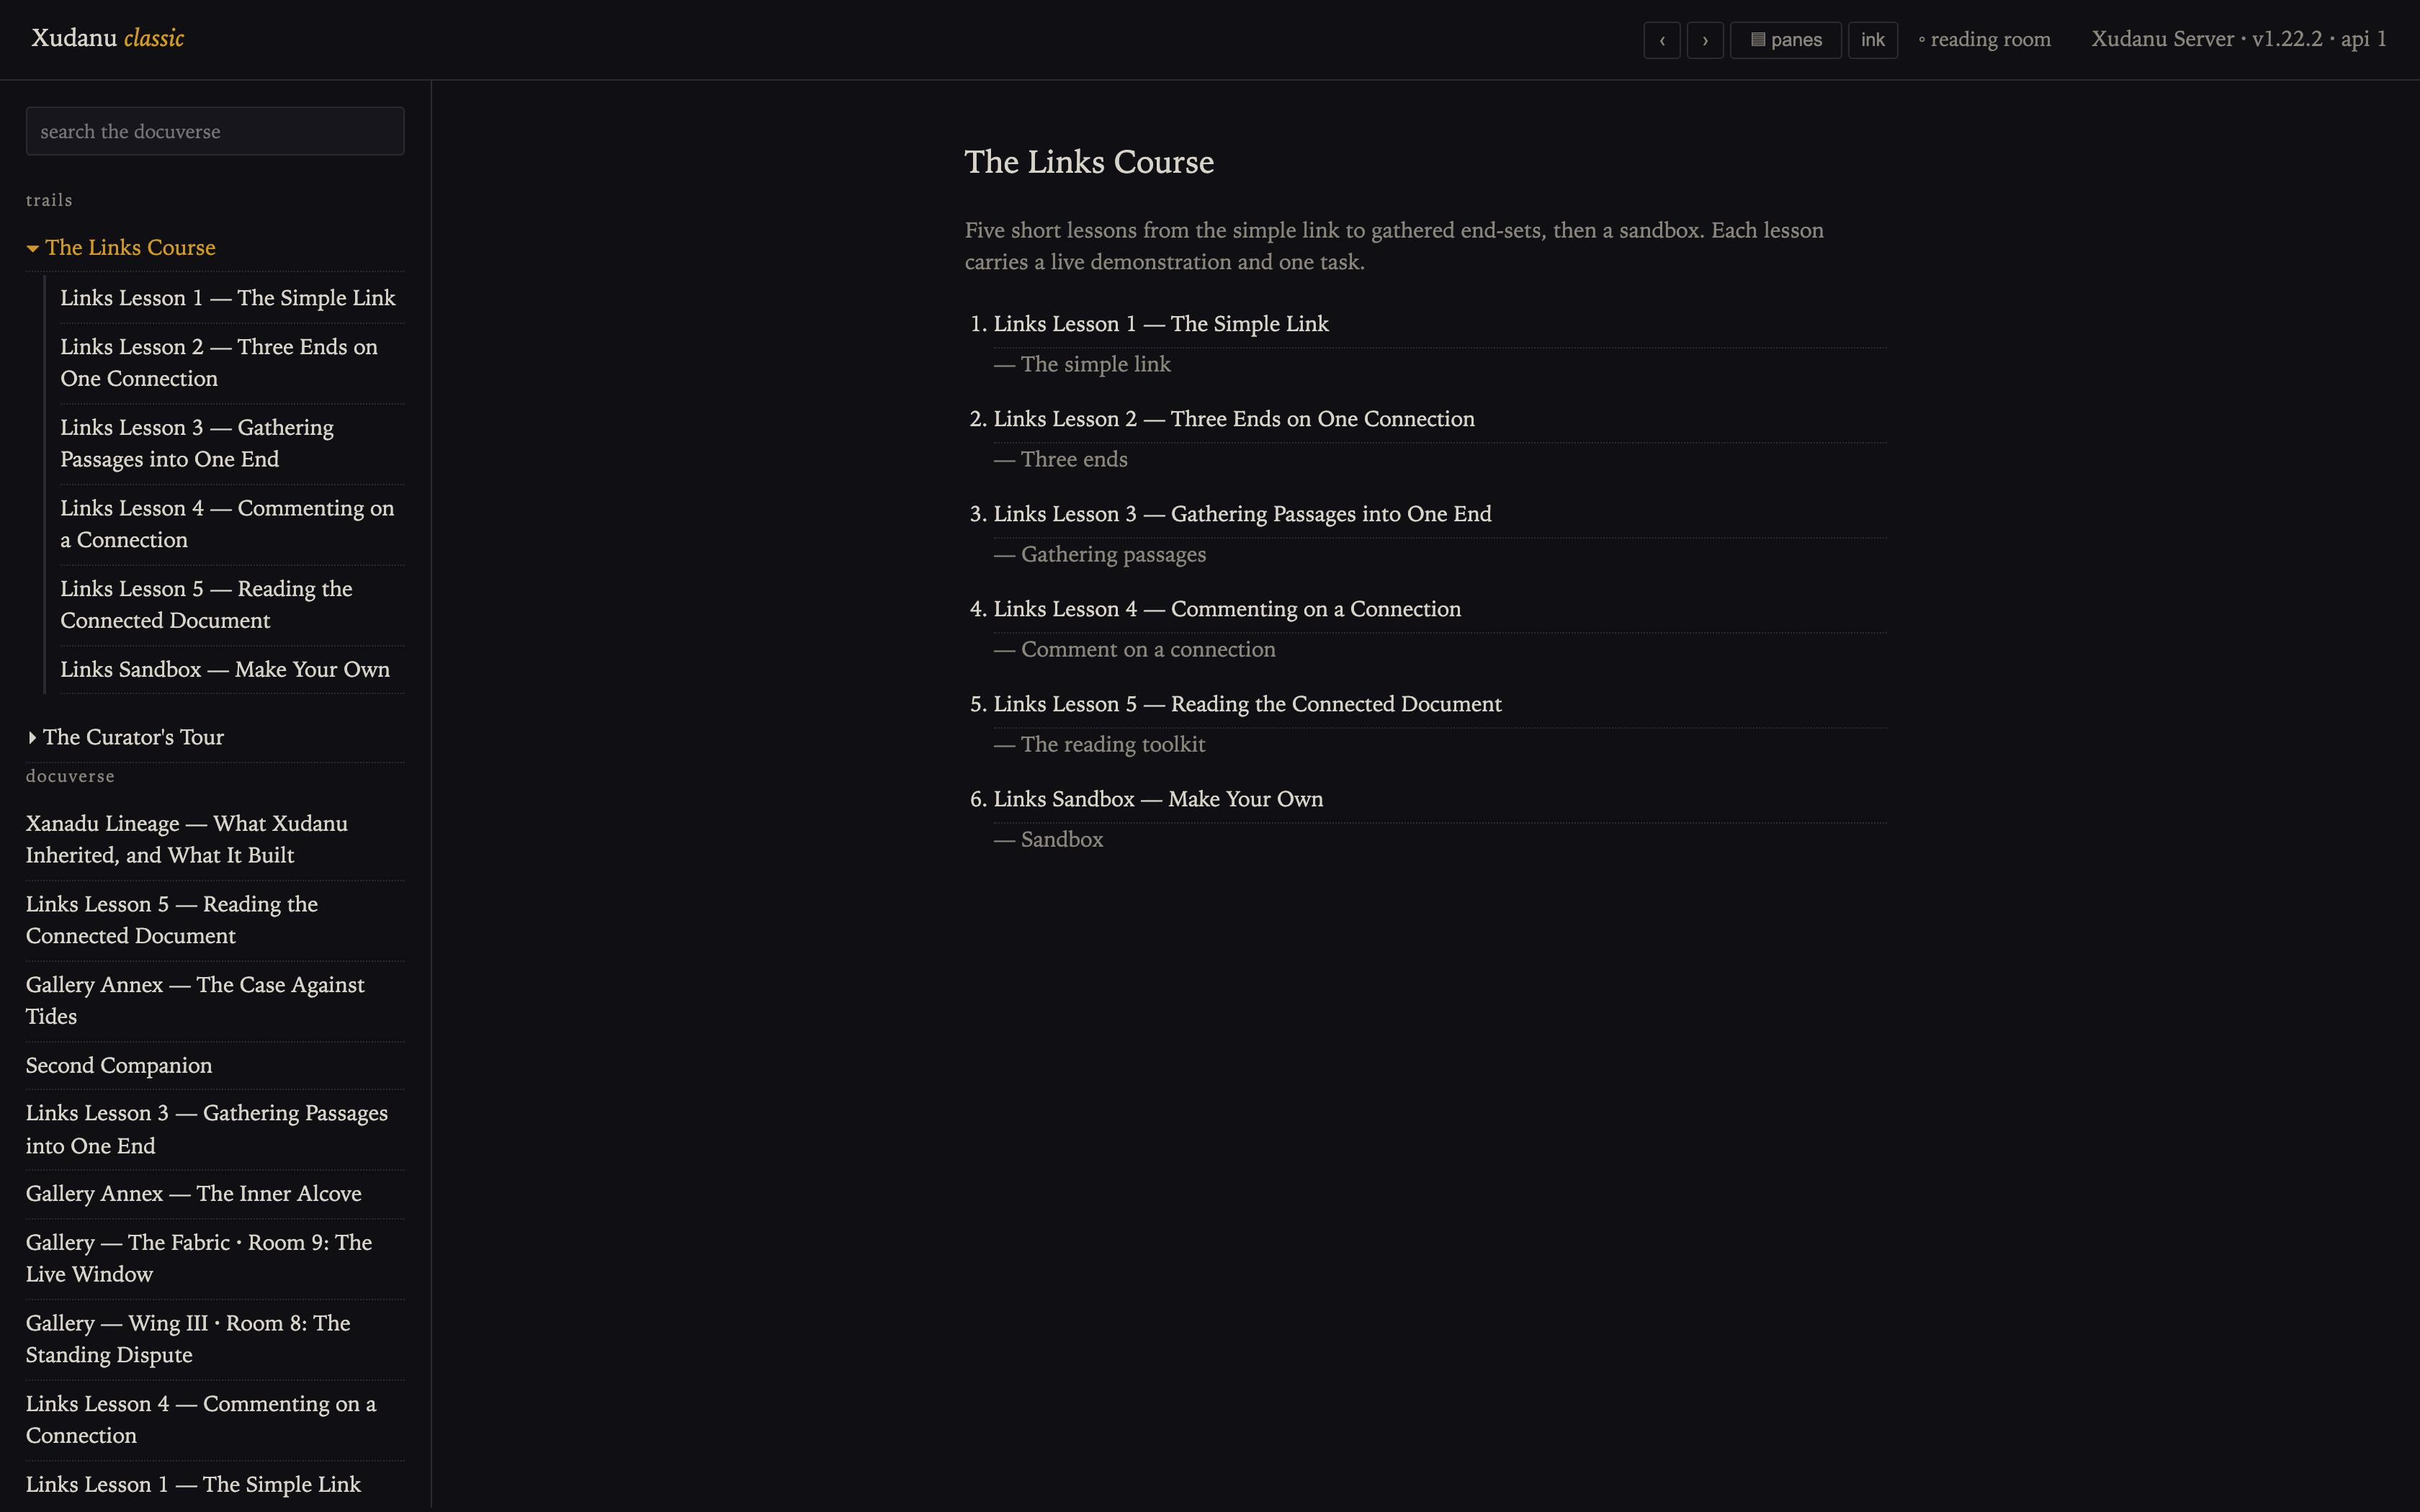 Xudanu classic
‹ › panes ink ◦ reading room Xudanu Server • v1.22.2 • api 1
search the docuverse
trails
The Links Course
Links Lesson 1 — The Simple Link
Links Lesson 2 — Three Ends on
One Connection
Links Lesson 3 — Gathering
Passages into One End
Links Lesson 4 — Commenting on
a Connection
Links Lesson 5 — Reading the
Connected Document
Links Sandbox — Make Your Own
The Curator's Tour
docuverse
Xanadu Lineage — What Xudanu
Inherited, and What It Built
Links Lesson 5 — Reading the
Connected Document
Gallery Annex — The Case Against
Tides
Second Companion
Links Lesson 3 — Gathering Passages
into One End
Gallery Annex — The Inner Alcove
Gallery — The Fabric • Room 9: The
Live Window
Gallery — Wing III • Room 8: The
Standing Dispute
Links Lesson 4 — Commenting on a
Connection
Links Lesson 1 — The Simple Link
The Links Course
Five short lessons from the simple link to gathered end-sets, then a sandbox. Each lesson
carries a live demonstration and one task.
1. Links Lesson 1 — The Simple Link
— The simple link
2. Links Lesson 2 — Three Ends on One Connection
— Three ends
3. Links Lesson 3 — Gathering Passages into One End
— Gathering passages
4. Links Lesson 4 — Commenting on a Connection
— Comment on a connection
5. Links Lesson 5 — Reading the Connected Document
— The reading toolkit
6. Links Sandbox — Make Your Own
— Sandbox